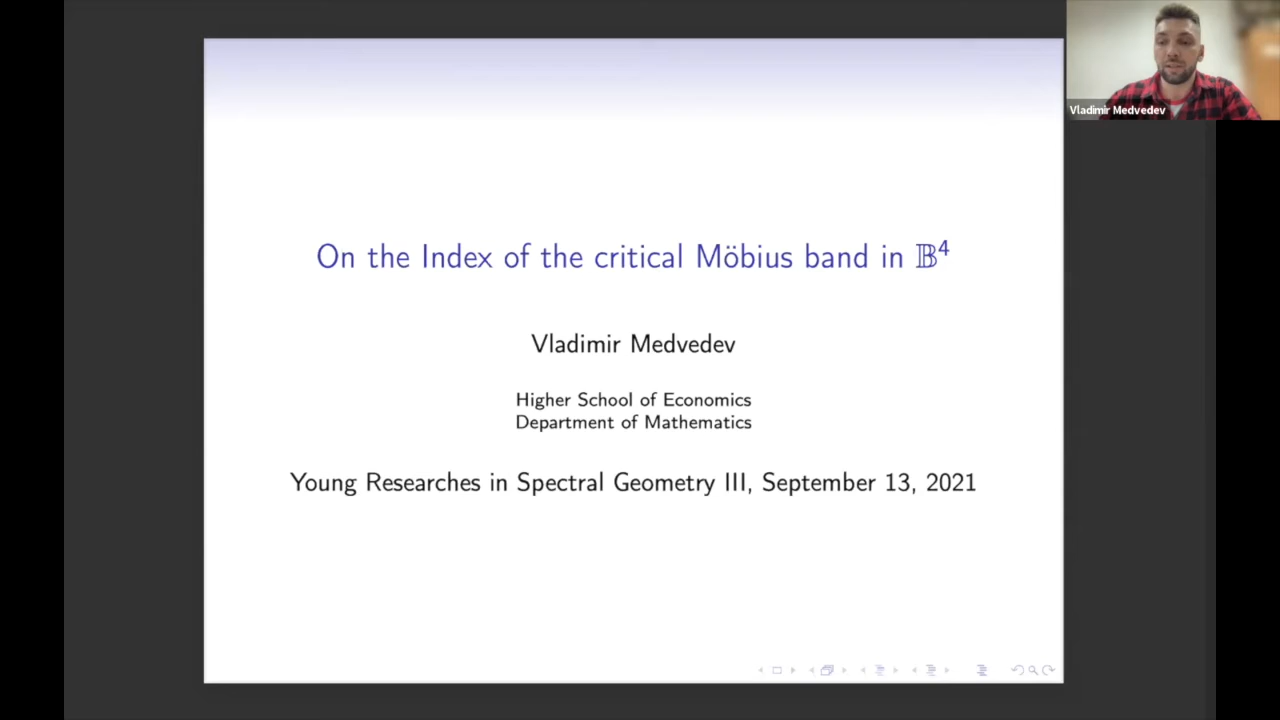 On the Index of the critical Möbius band in 𝔹⁴
Vladimir Medvedev
Higher School of Economics
Department of Mathematics
Young Researches in Spectral Geometry III, September 13, 2021
Vladimir Medvedev